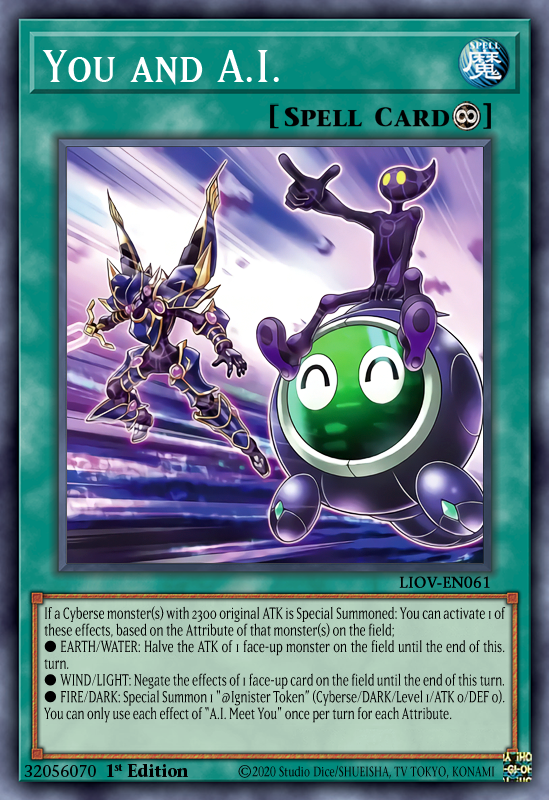 You and A.I.
SPELL
魔
[Spell Card]
LIOV-EN061
If a Cyberse monster(s) with 2300 original ATK is Special Summoned: You can activate 1 of
these effects, based on the Attribute of that monster(s) on the field;
● EARTH/WATER: Halve the ATK of 1 face-up monster on the field until the end of this.
turn.
● WIND/LIGHT: Negate the effects of 1 face-up card on the field until the end of this turn.
● FIRE/DARK: Special Summon 1 "@Ignister Token" (Cyberse/DARK/Level 1/ATK 0/DEF 0).
You can only use each effect of "A.I. Meet You" once per turn for each Attribute.
32056070 1st Edition ©2020 Studio Dice/SHUEISHA, TV TOKYO, KONAMI